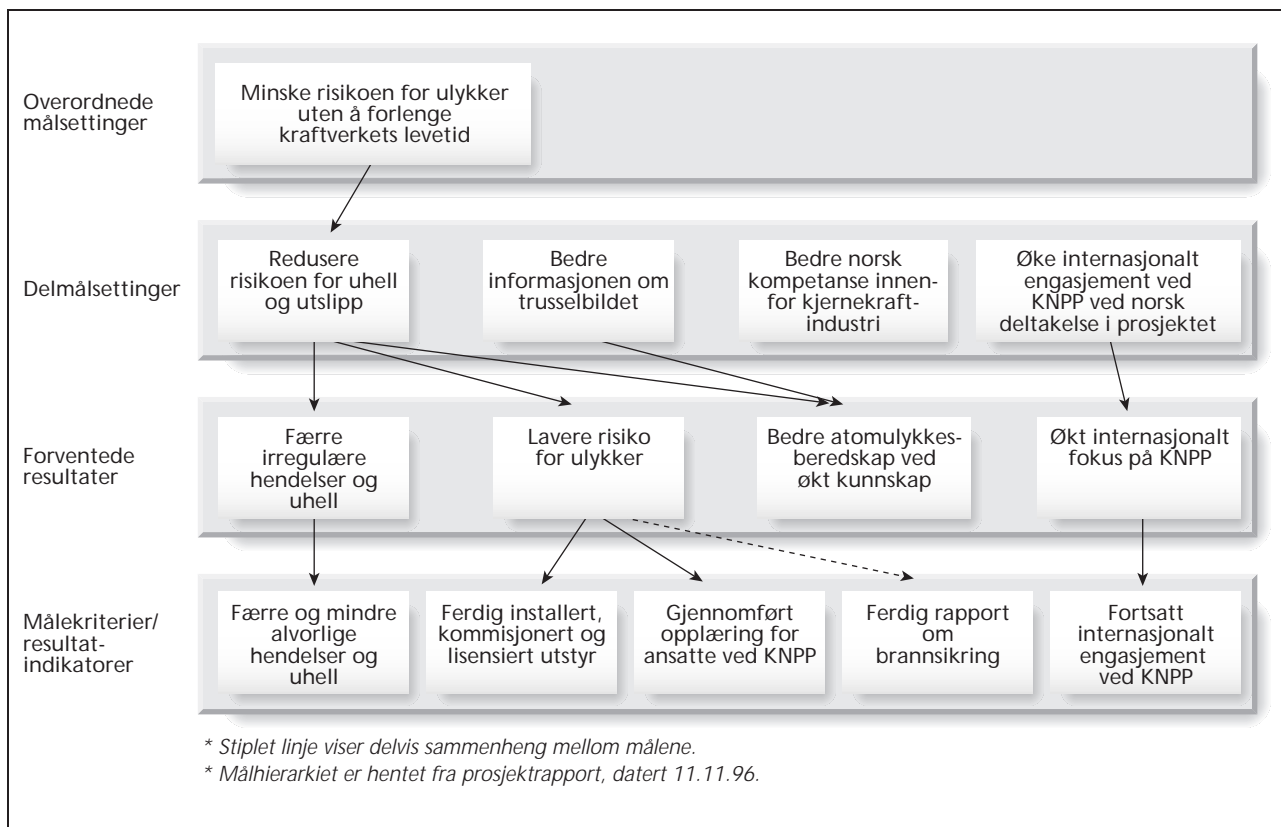 Overordnede
målsettinger
Minske risikoen for ulykker
uten å forlenge
kraftverkets levetid
Delmålsettinger
Redusere
risikoen for uhell
og utslipp
Bedre
informasjonen om
trusselbildet
Bedre norsk
kompetanse innen-
for kjernekraft-
industri
Øke internasjonalt
engasjement ved
KNPP ved norsk
deltakelse i prosjektet
Forventede
resultater
Færre
irregulære
hendelser og
uhell
Lavere risiko
for ulykker
Bedre atomulykkes-
beredskap ved
økt kunnskap
Økt internasjonalt
fokus på KNPP
Målekriterier/
resultat-
indikatorer
Færre og mindre
alvorlige
hendelser og
uhell
Ferdig installert,
kommisjonert og
lisensiert utstyr
Gjennomført
opplæring for
ansatte ved KNPP
Ferdig rapport
om
brannsikring
Fortsatt
internasjonalt
engasjement
ved KNPP
* Stiplet linje viser delvis sammenheng mellom målene.
* Målhierarkiet er hentet fra prosjektrapport, datert 11.11.96.